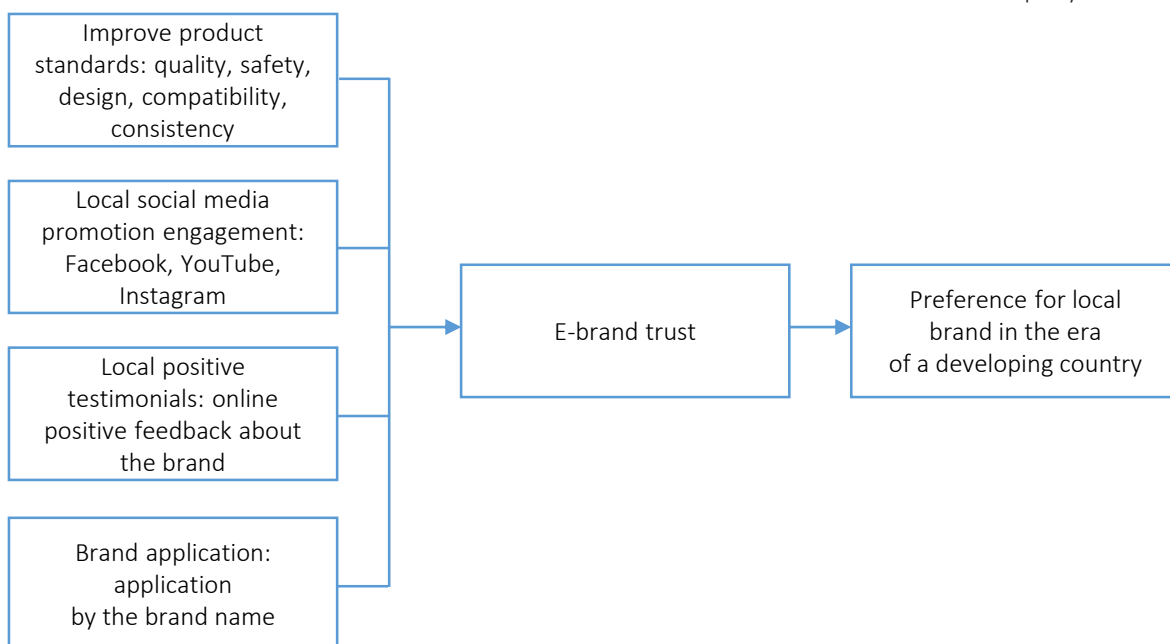 Improve product
standards: quality, safety,
design, compatibility,
consistency
Local social media
promotion engagement:
Facebook, YouTube,
Instagram
Local positive
testimonials: online
positive feedback about
the brand
Brand application:
application
by the brand name
E-brand trust
Preference for local
brand in the era
of a developing country